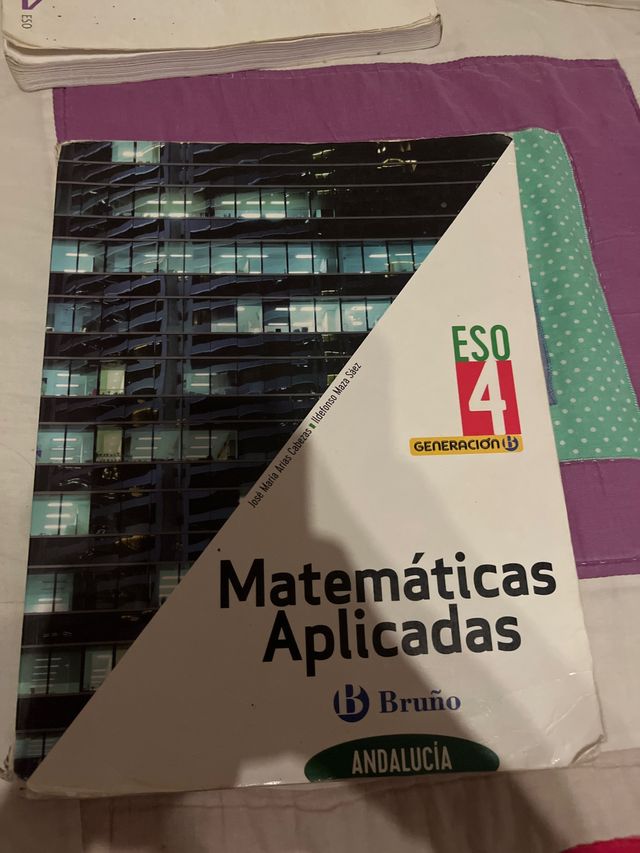 ESO
José María Arias Cabezas ■ Ildefonso Maza Sáez
ESO
4
GENERACIÓN B
Matemáticas
Aplicadas
B Bruño
ANDALUCÍA